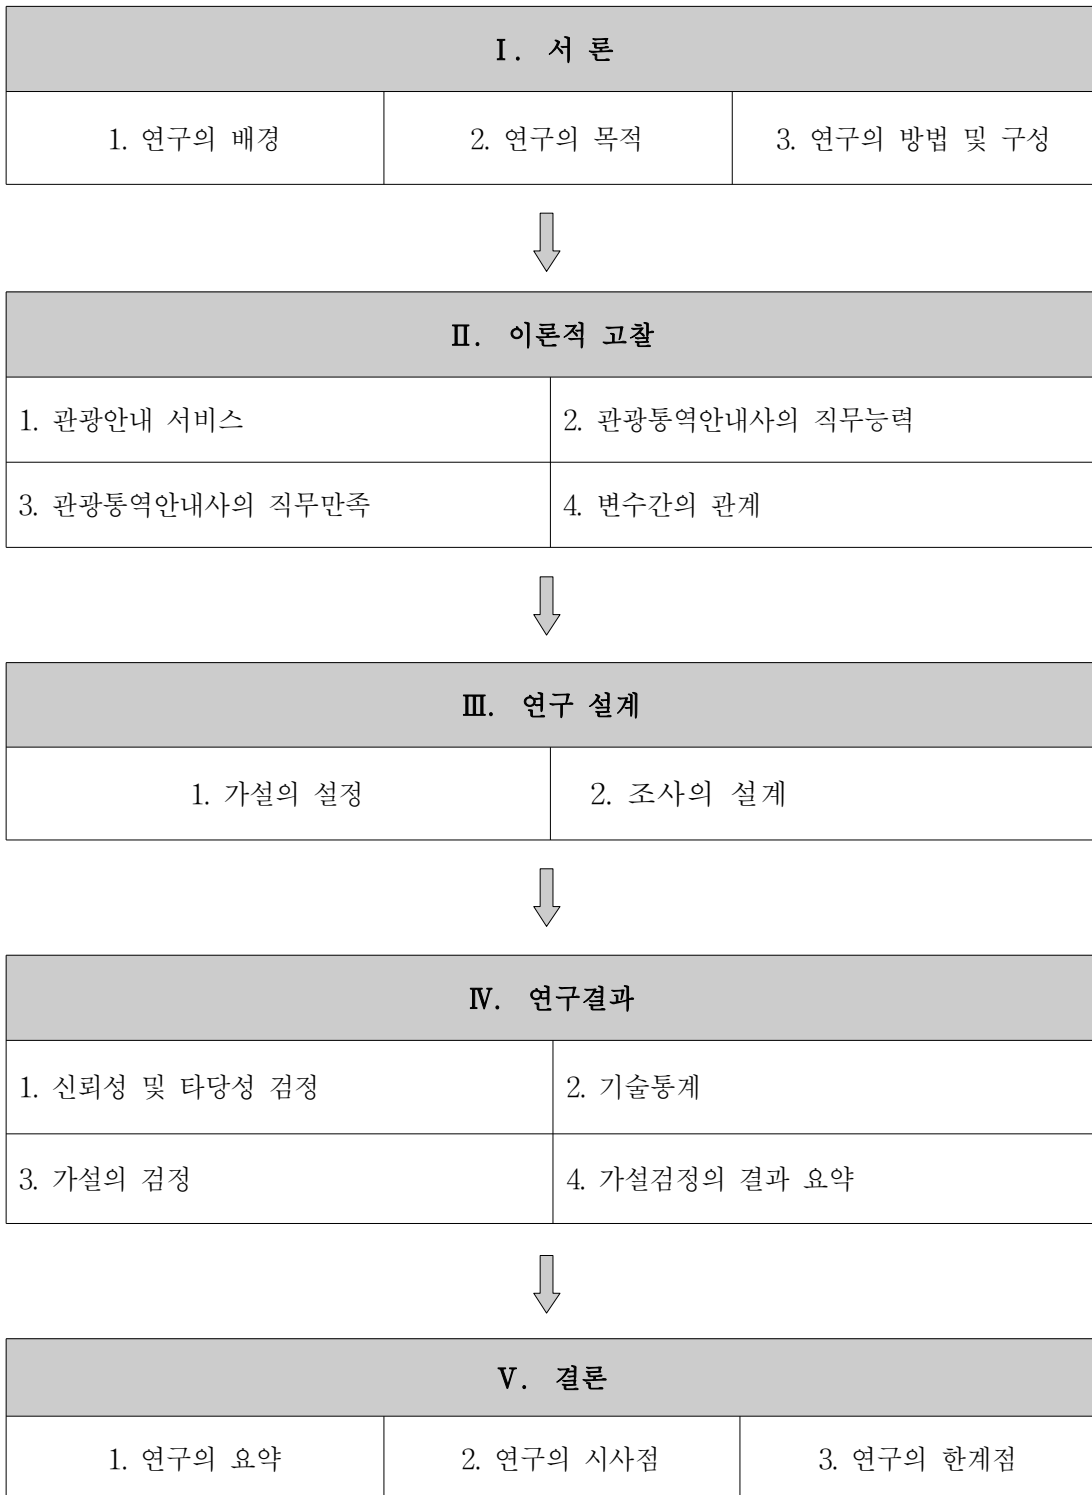 Ⅰ. 서 론
1. 연구의 배경 2. 연구의 목적 3. 연구의 방법 및 구성
Ⅱ. 이론적 고찰
1. 관광안내 서비스 2. 관광통역안내사의 직무능력
3. 관광통역안내사의 직무만족 4. 변수간의 관계
Ⅲ. 연구 설계
1. 가설의 설정 2. 조사의 설계
Ⅳ. 연구결과
1. 신뢰성 및 타당성 검정 2. 기술통계
3. 가설의 검정 4. 가설검정의 결과 요약
Ⅴ. 결론
1. 연구의 요약 2. 연구의 시사점 3. 연구의 한계점